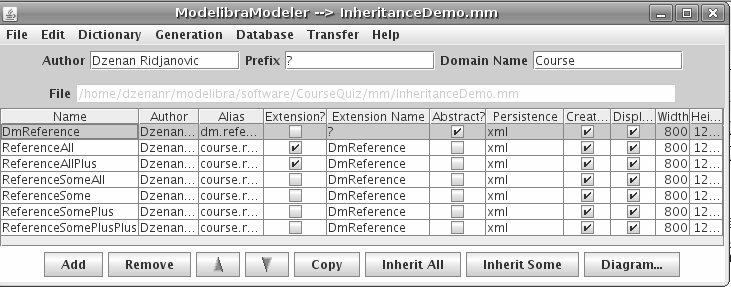 ModelibraModeler --> InheritanceDemo.mm
File Edit Dictionary Generation Database Transfer Help
Author Dzenan Ridjanovic Prefix ? Domain Name Course
File /home/dzenanr/modelibra/software/CourseQuiz/mm/InheritanceDemo.mm
Name Author Alias Extension? Extension Name Abstract? Persistence Creat... Displ... Width Hei...
DmReference Dzenan... dm.refe... ? xml 800 12...
ReferenceAll Dzenan... course.r... DmReference xml 800 12...
ReferenceAllPlus Dzenan... course.r... DmReference xml 800 12...
ReferenceSomeAll Dzenan... course.r... DmReference xml 800 12...
ReferenceSome Dzenan... course.r... DmReference xml 800 12...
ReferenceSomePlus Dzenan... course.r... DmReference xml 800 12...
ReferenceSomePlusPlus Dzenan... course.r... DmReference xml 800 12...
Add Remove Copy Inherit All Inherit Some Diagram...